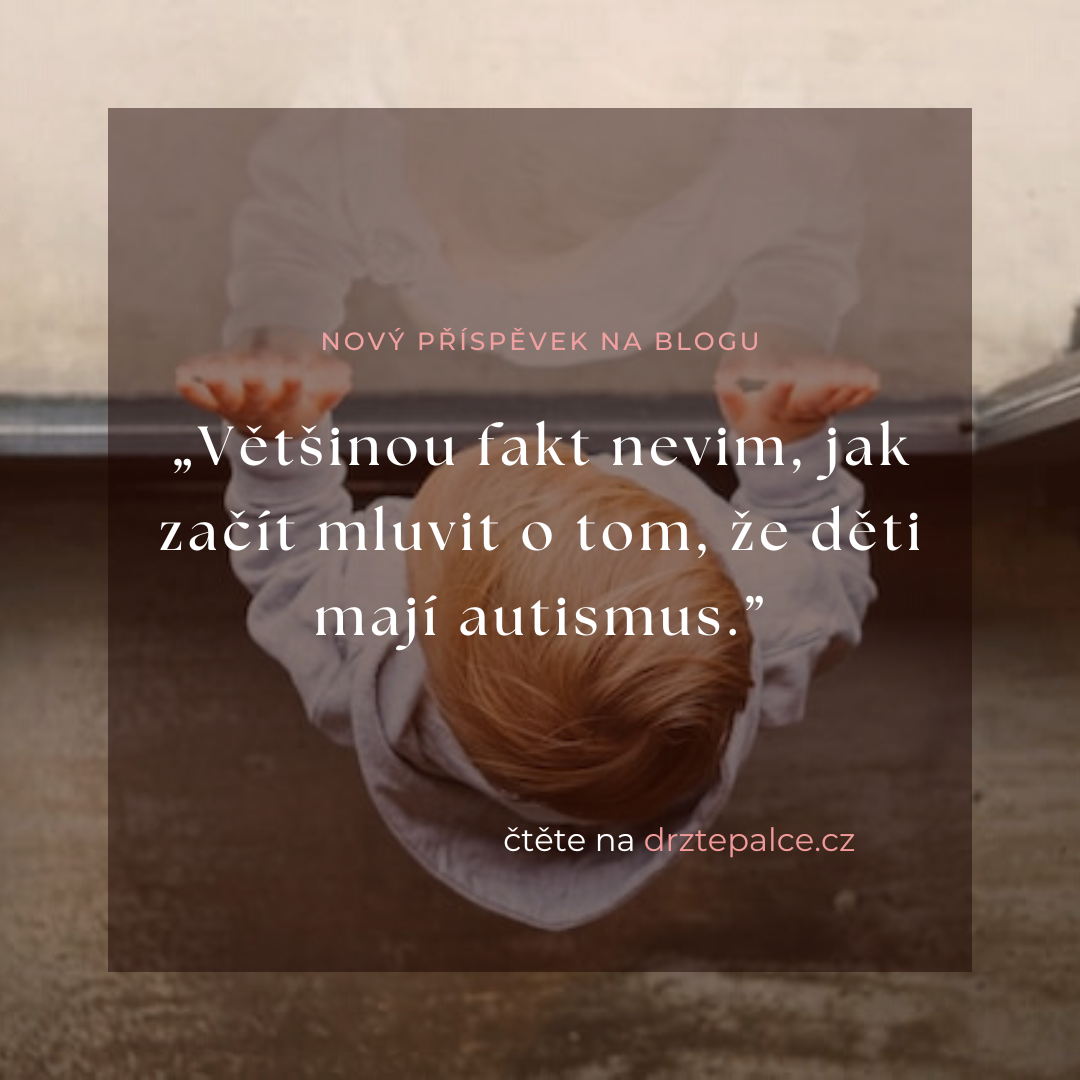 NOVÝ PŘÍSPĚVEK NA BLOGU
„Většinou fakt nevim, jak
začít mluvit o tom, že děti
mají autismus.”
čtěte na drztepalce.cz